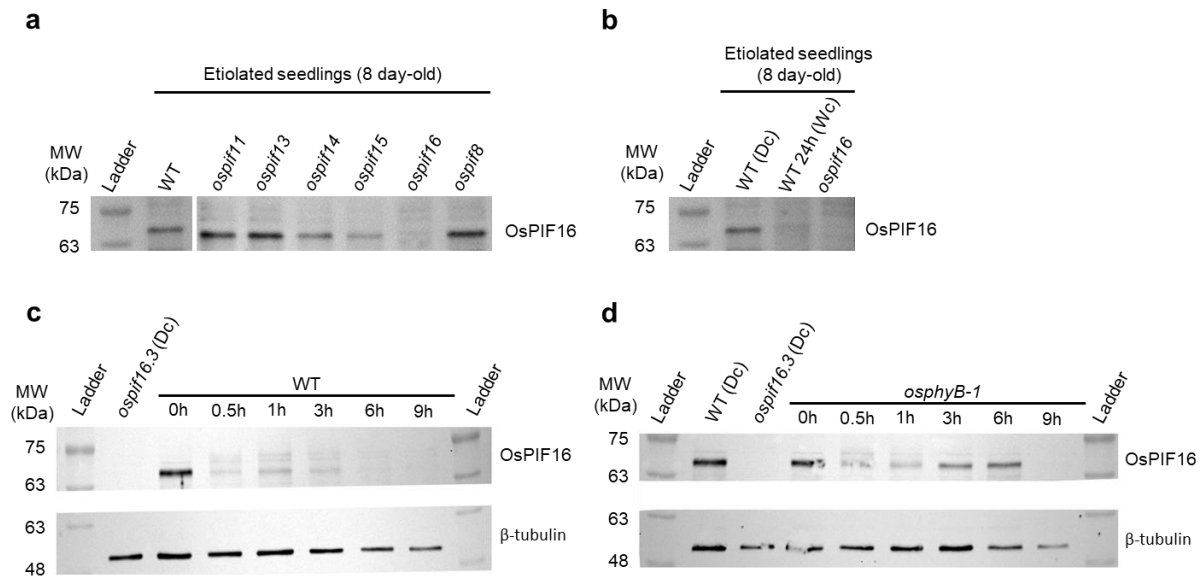 a
Etiolated seedlings (8 day-old)
MW
(kDa)
Ladder
WT
ospif11
ospif13
ospif14
ospif15
ospif16
ospif8
75
63
OsPIF16
b
Etiolated seedlings
(8 day-old)
MW
(kDa)
Ladder
WT (Dc)
WT 24h (Wc)
ospif16
75
63
OsPIF16
c
MW
(kDa)
Ladder
ospif16.3 (Dc)
WT
0h 0.5h 1h 3h 6h 9h
Ladder
75
63
OsPIF16
63
48
β-tubulin
d
MW
(kDa)
Ladder
WT (Dc)
ospif16.3 (Dc)
osphyB-1
0h 0.5h 1h 3h 6h 9h
Ladder
75
63
OsPIF16
63
48
β-tubulin